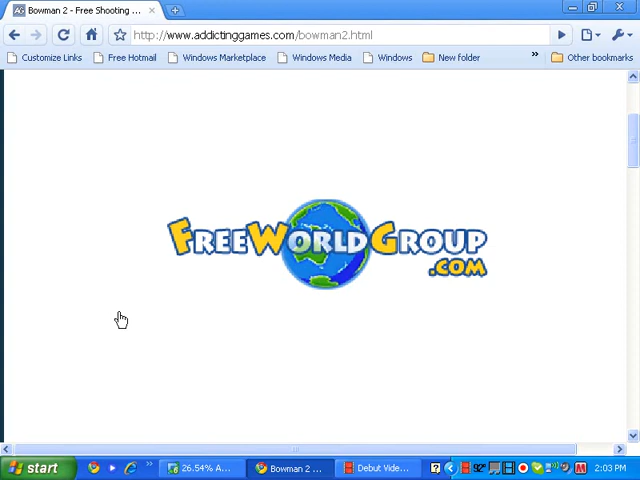 Bowman 2 - Free Shooting ...
http://www.addictinggames.com/bowman2.html
Customize Links
Free Hotmail
Windows Marketplace
Windows Media
Windows
New folder
»
Other bookmarks
FREEWORLDGROUP
.COM
start
»
26.54% A...
Bowman 2 ...
Debut Vide...
92°
2:03 PM